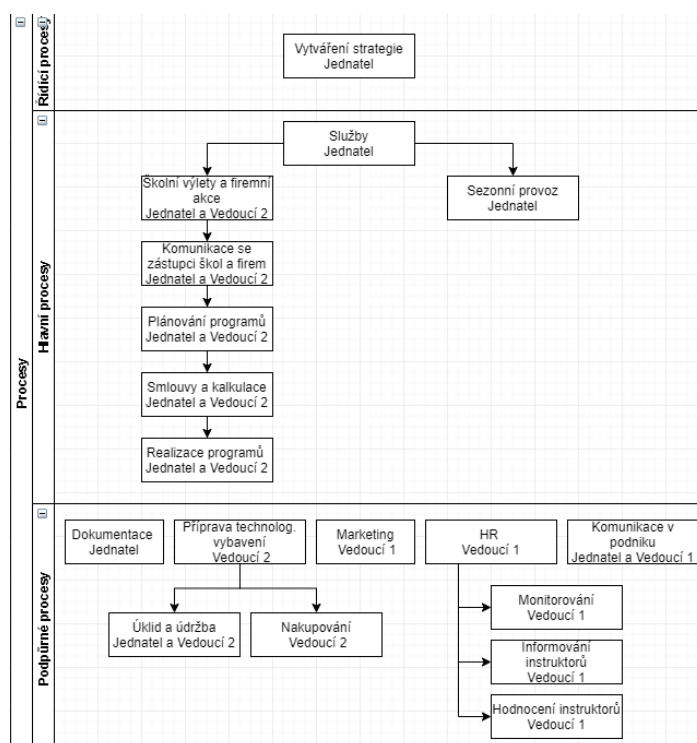 Procesy
Řídící procesy
Vytváření strategie
Jednatel
Hlavní procesy
Služby
Jednatel
Školní výlety a firemní
akce
Jednatel a Vedoucí 2
Sezonní provoz
Jednatel
Komunikace se
zástupci škol a firem
Jednatel a Vedoucí 2
Plánování programů
Jednatel a Vedoucí 2
Smlouvy a kalkulace
Jednatel a Vedoucí 2
Realizace programů
Jednatel a Vedoucí 2
Podpůrné procesy
Dokumentace
Jednatel
Příprava technolog.
vybavení
Vedoucí 2
Marketing
Vedoucí 1
HR
Vedoucí 1
Komunikace v
podniku
Jednatel a Vedoucí 1
Úklid a údržba
Jednatel a Vedoucí 2
Nakupování
Vedoucí 2
Monitorování
Vedoucí 1
Informování
instruktorů
Vedoucí 1
Hodnocení instruktorů
Vedoucí 1